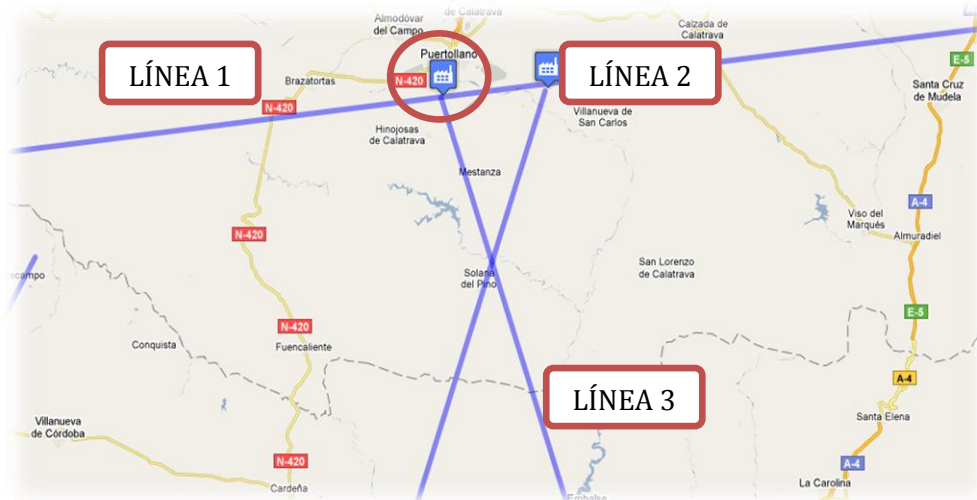 Almodóvar
del Campo
de Calatrava
Calzada de
Calatrava
LÍNEA 1
Puertollano
LÍNEA 2
E-5
Brazatortas
N-420
Santa Cruz
de Mudela
N-420
Villanueva de
San Carlos
Hinojosas
de Calatrava
Mestanza
A-4
Viso del
Marqués
N-420
Almuradiel
San Lorenzo
de Calatrava
ecampo
Solana
del Pino
E-5
N-420
Conquista
Fuencaliente
A-4
LÍNEA 3
Santa Elena
Villanueva
de Córdoba
N-420
A-4
La Carolina
Cardeña
Embalse